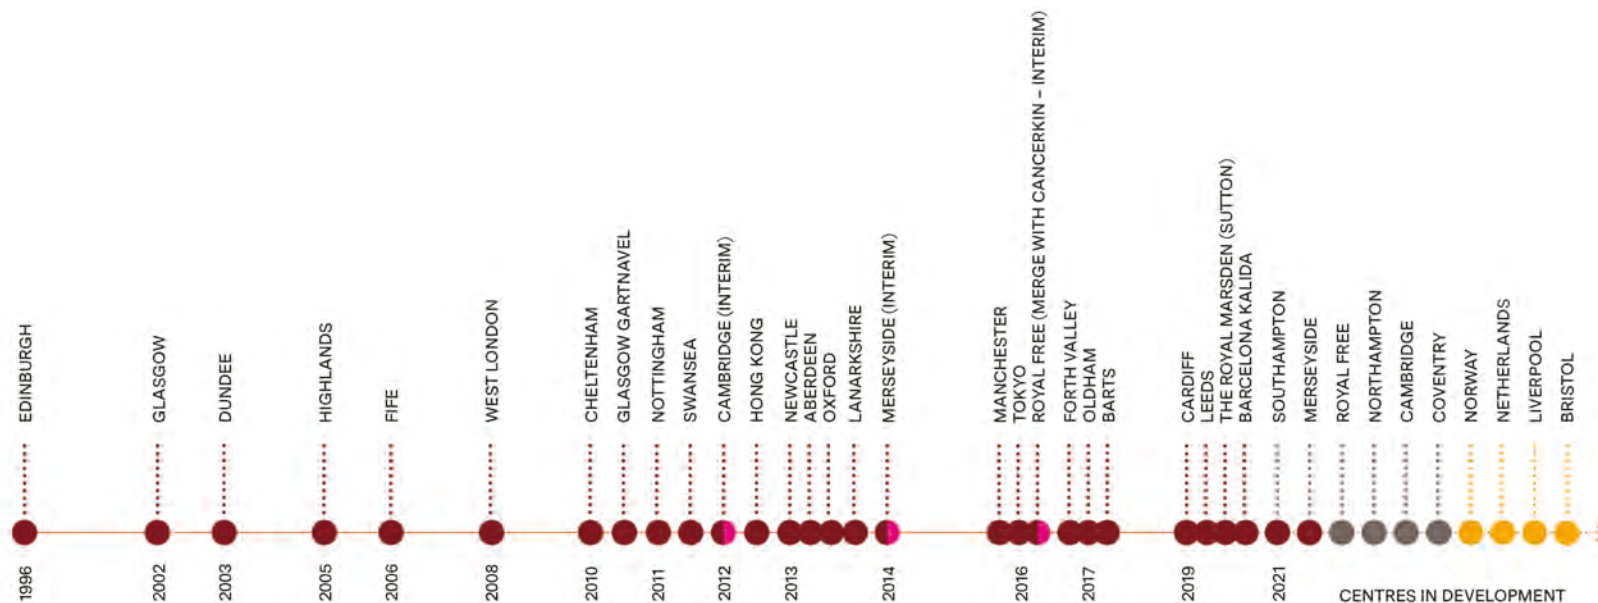 EDINBURGH
GLASGOW
DUNDEE
HIGHLANDS
FIFE
WEST LONDON
CHELTENHAM
GLASGOW GARTNAVEL
NOTTINGHAM
SWANSEA
CAMBRIDGE (INTERIM)
HONG KONG
NEWCASTLE
ABERDEEN
OXFORD
LANARKSHIRE
MERSEYSIDE (INTERIM)
MANCHESTER
TOKYO
ROYAL FREE (MERGE WITH CANCERKIN – INTERIM)
FORTH VALLEY
OLDHAM
BARTS
CARDIFF
LEEDS
THE ROYAL MARSDEN (SUTTON)
BARCELONA KALIDA
SOUTHAMPTON
MERSEYSIDE
ROYAL FREE
NORTHAMPTON
CAMBRIDGE
COVENTRY
NORWAY
NETHERLANDS
LIVERPOOL
BRISTOL
1996
2002
2003
2005
2006
2008
2010
2011
2012
2013
2014
2016
2017
2019
2021
CENTRES IN DEVELOPMENT